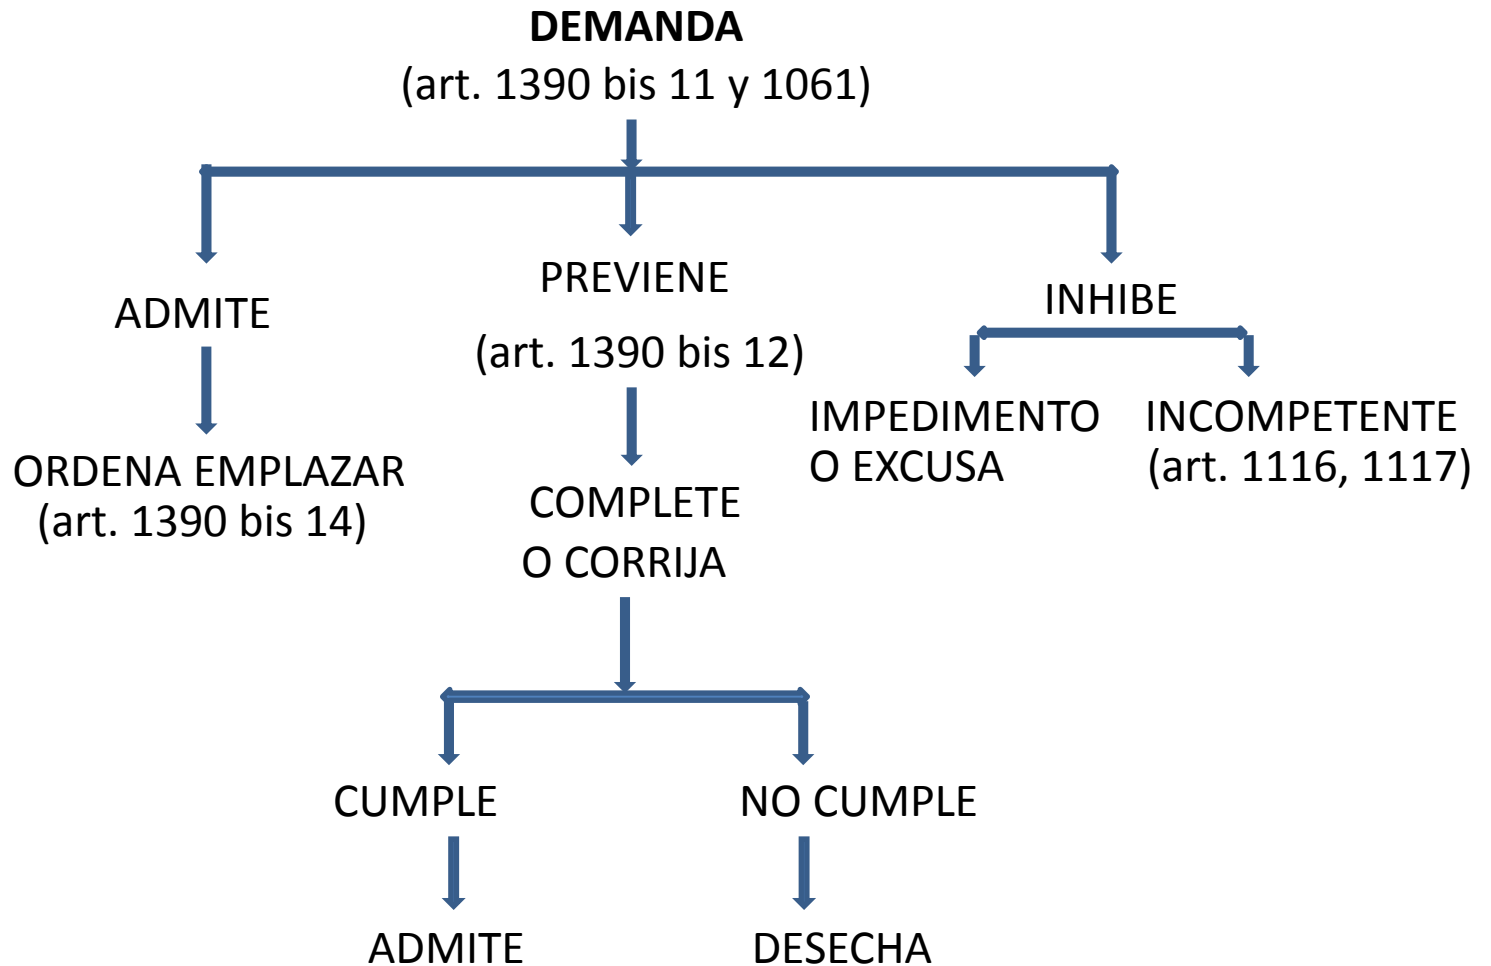 DEMANDA
(art. 1390 bis 11 y 1061)
ADMITE
ORDENA EMPLAZAR
(art. 1390 bis 14)
PREVIENE
(art. 1390 bis 12)
COMPLETE
O CORRIJA
CUMPLE
ADMITE
NO CUMPLE
DESECHA
INHIBE
IMPEDIMENTO
O EXCUSA
INCOMPETENTE
(art. 1116, 1117)